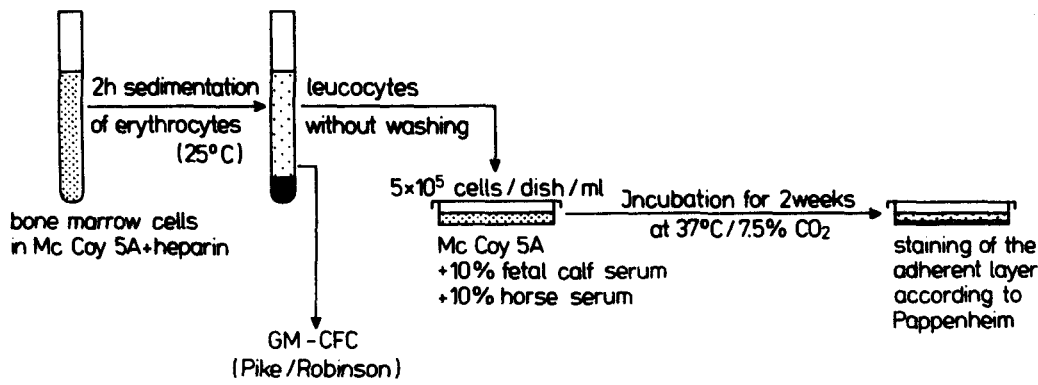 2h sedimentation
of erythrocytes
(25°C)
bone marrow cells
in Mc Coy 5A+heparin
leucocytes
without washing
GM-CFC
(Pike/Robinson)
5×10⁵ cells/dish/ml
Mc Coy 5A
+10% fetal calf serum
+10% horse serum
Jncubation for 2weeks
at 37°C/7.5% CO₂
staining of the
adherent layer
according to
Pappenheim